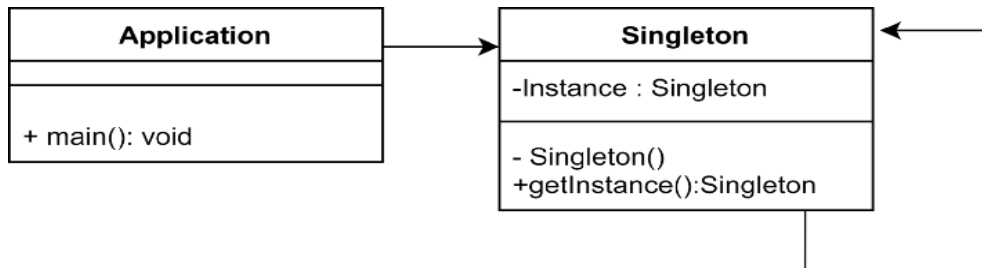 Application
+ main(): void
Singleton
-Instance : Singleton
- Singleton()
+getInstance():Singleton